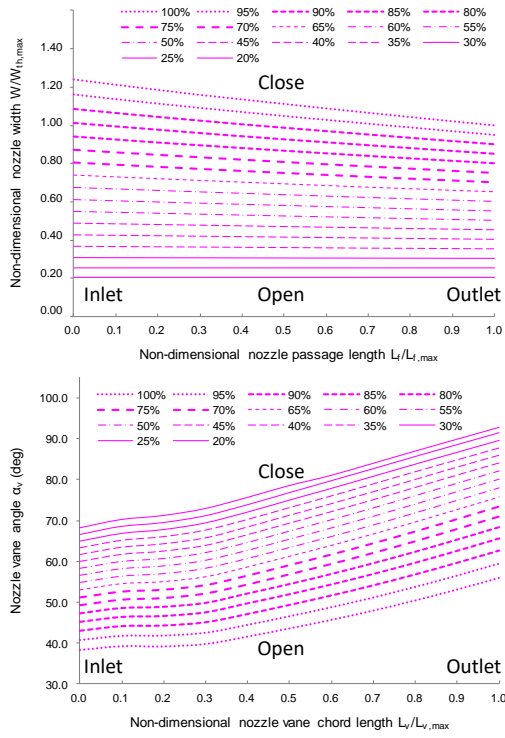 100% 95% 90% 85% 80%
75% 70% 65% 60% 55%
50% 45% 40% 35% 30%
25% 20%
Non-dimensional nozzle width W/W_th,max
1.40
1.20
1.00
0.80
0.60
0.40
0.20
0.00
Close
Inlet Open Outlet
0.0 0.1 0.2 0.3 0.4 0.5 0.6 0.7 0.8 0.9 1.0
Non-dimensional nozzle passage length L_f/L_f,max
100% 95% 90% 85% 80%
75% 70% 65% 60% 55%
50% 45% 40% 35% 30%
25% 20%
Nozzle vane angle α_v (deg)
100.0
90.0
80.0
70.0
60.0
50.0
40.0
30.0
Close
Open
Inlet Outlet
0.0 0.1 0.2 0.3 0.4 0.5 0.6 0.7 0.8 0.9 1.0
Non-dimensional nozzle vane chord length L_v/L_v,max